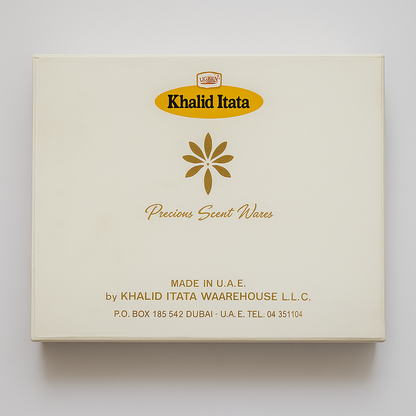 Khalid Itata
Precious Scent Wares
MADE IN U.A.E.
by KHALID ITATA WAAREHOUSE L.L.C.
P.O. BOX 185 542 DUBAI · U.A.E. TEL: 04 351104